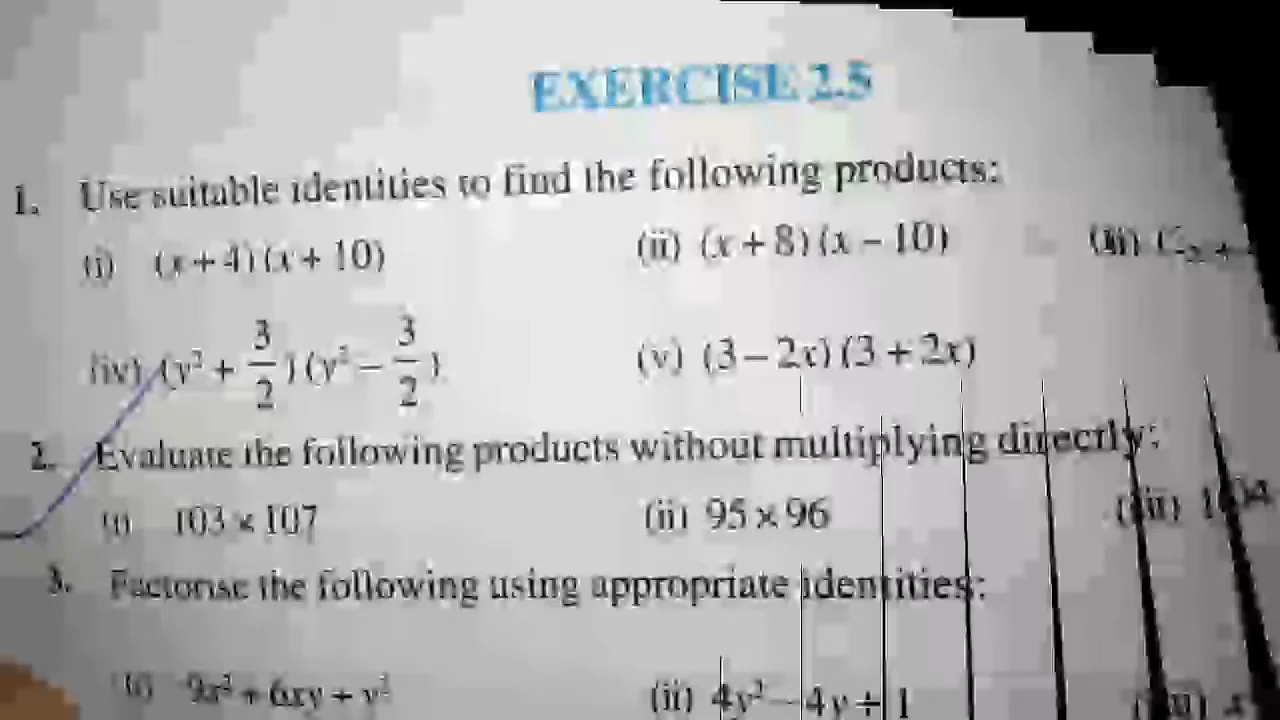 EXERCISE 2.5
1. Use suitable identities to find the following products:
(i) (x + 4) (x + 10) (ii) (x + 8) (x – 10) (iii)
(iv) (y² + 3/2) (y² – 3/2) (v) (3 – 2x) (3 + 2x)
2. Evaluate the following products without multiplying directly:
(i) 103 × 107 (ii) 95 × 96 (iii)
3. Factorise the following using appropriate identities:
(i) 9x² + 6xy + y² (ii) 4y² – 4y + 1